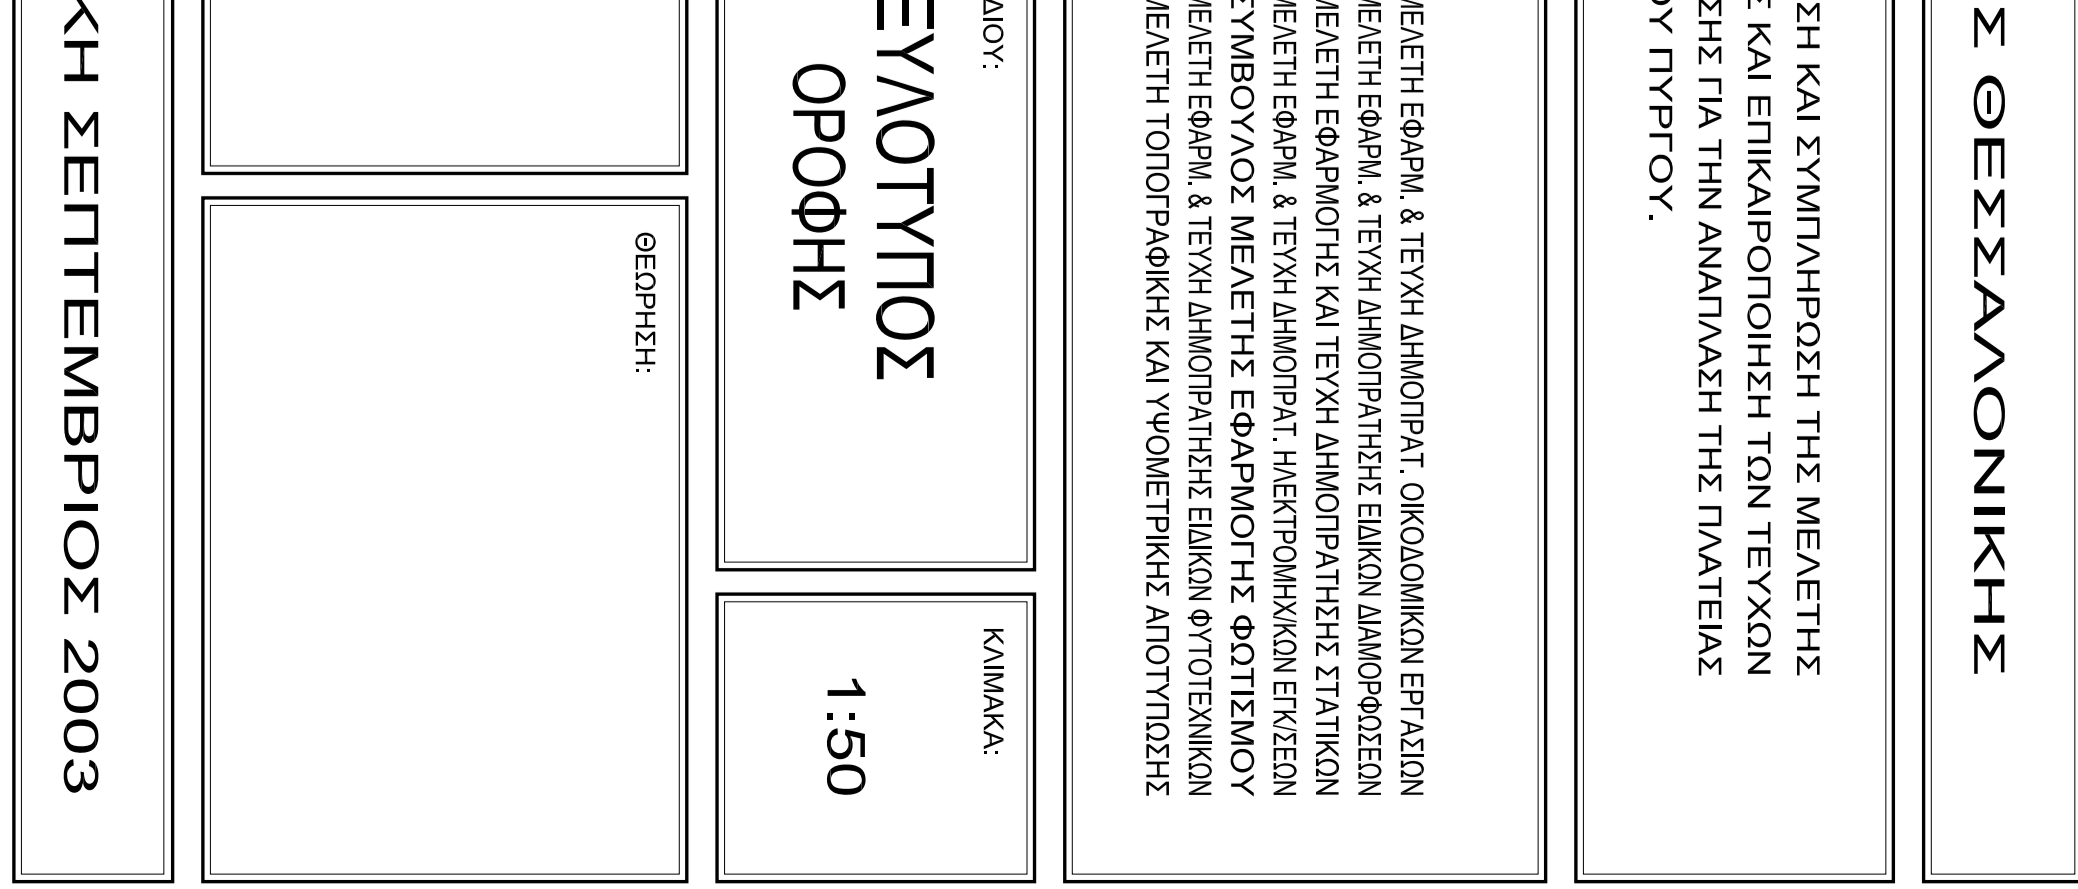 Σ ΘΕΣΣΑΛΟΝΙΚΗΣ
ΣΗ ΚΑΙ ΣΥΜΠΛΗΡΩΣΗ ΤΗΣ ΜΕΛΕΤΗΣ
Σ ΚΑΙ ΕΠΙΚΑΙΡΟΠΟΙΗΣΗ ΤΩΝ ΤΕΥΧΩΝ
ΣΗΣ ΓΙΑ ΤΗΝ ΑΝΑΠΛΑΣΗ ΤΗΣ ΠΛΑΤΕΙΑΣ
ΟΥ ΠΥΡΓΟΥ.
ΜΕΛΕΤΗ ΕΦΑΡΜ. & ΤΕΥΧΗ ΔΗΜΟΠΡΑΤ. ΟΙΚΟΔΟΜΙΚΩΝ ΕΡΓΑΣΙΩΝ
ΜΕΛΕΤΗ ΕΦΑΡΜ. & ΤΕΥΧΗ ΔΗΜΟΠΡΑΤΗΣΗΣ ΕΙΔΙΚΩΝ ΔΙΑΜΟΡΦΩΣΕΩΝ
ΜΕΛΕΤΗ ΕΦΑΡΜΟΓΗΣ ΚΑΙ ΤΕΥΧΗ ΔΗΜΟΠΡΑΤΗΣΗΣ ΣΤΑΤΙΚΩΝ
ΜΕΛΕΤΗ ΕΦΑΡΜ. & ΤΕΥΧΗ ΔΗΜΟΠΡΑΤ. ΗΛΕΚΤΡΟΜΗΧ/ΚΩΝ ΕΓΚ/ΣΕΩΝ
ΣΥΜΒΟΥΛΟΣ ΜΕΛΕΤΗΣ ΕΦΑΡΜΟΓΗΣ ΦΩΤΙΣΜΟΥ
ΜΕΛΕΤΗ ΕΦΑΡΜ. & ΤΕΥΧΗ ΔΗΜΟΠΡΑΤΗΣΗΣ ΕΙΔΙΚΩΝ ΦΥΤΟΤΕΧΝΙΚΩΝ
ΜΕΛΕΤΗ ΤΟΠΟΓΡΑΦΙΚΗΣ ΚΑΙ ΥΨΟΜΕΤΡΙΚΗΣ ΑΠΟΤΥΠΩΣΗΣ
ΔΙΟΥ:
ΞΥΛΟΤΥΠΟΣ
ΟΡΟΦΗΣ
ΚΛΙΜΑΚΑ:
1:50
ΘΕΩΡΗΣΗ:
ΚΗ ΣΕΠΤΕΜΒΡΙΟΣ 2003